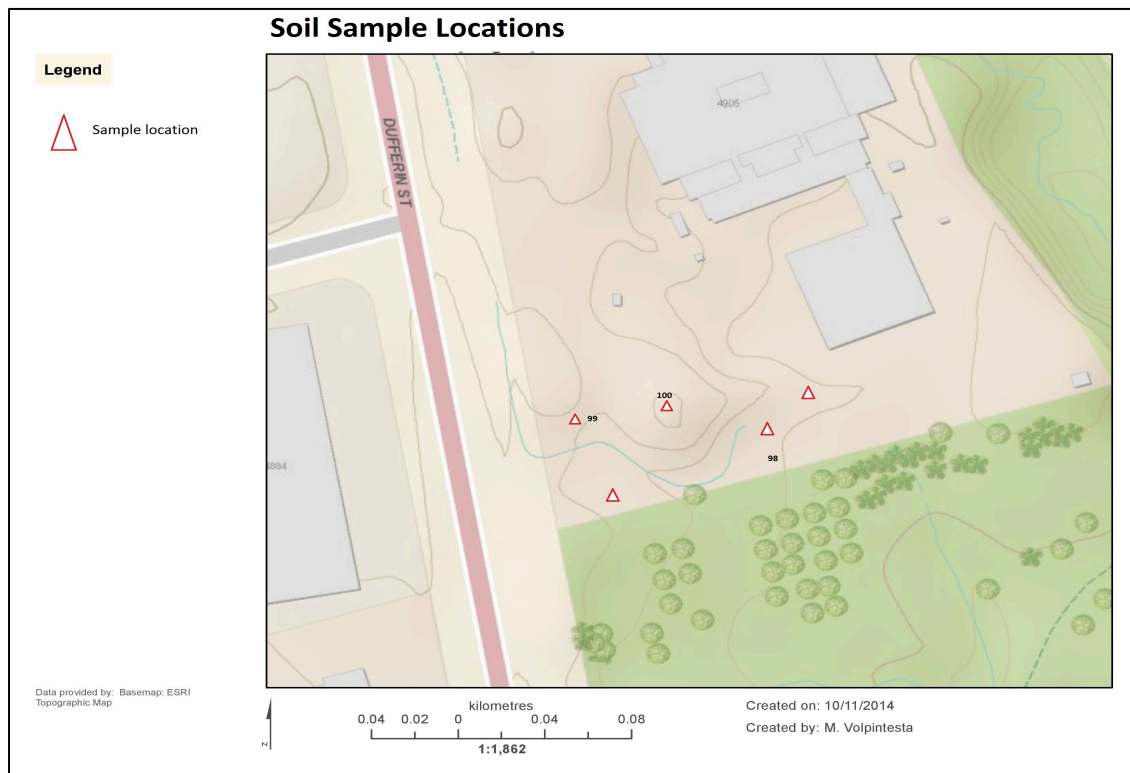 Soil Sample Locations
Legend
Sample location
4905
DUFFERIN ST
100
99
98
4884
Data provided by: Basemap: ESRI
Topographic Map
z
kilometres
0.04 0.02 0 0.04 0.08
1:1,862
Created on: 10/11/2014
Created by: M. Volpintesta